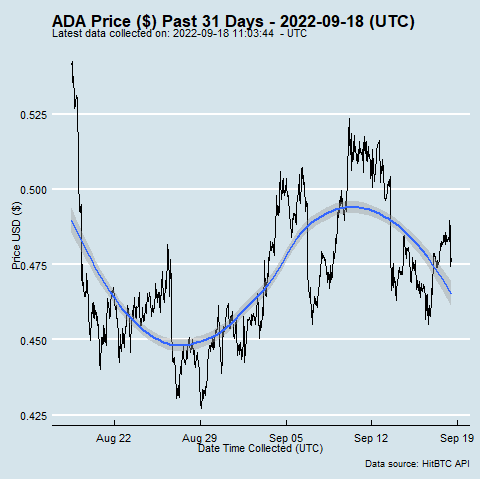 ADA Price ($) Past 31 Days - 2022-09-18 (UTC)
Latest data collected on: 2022-09-18 11:03:44 - UTC
0.525
0.500
0.475
0.450
0.425
Price USD ($)
Aug 22 Aug 29 Sep 05 Sep 12 Sep 19
Date Time Collected (UTC)
Data source: HitBTC API